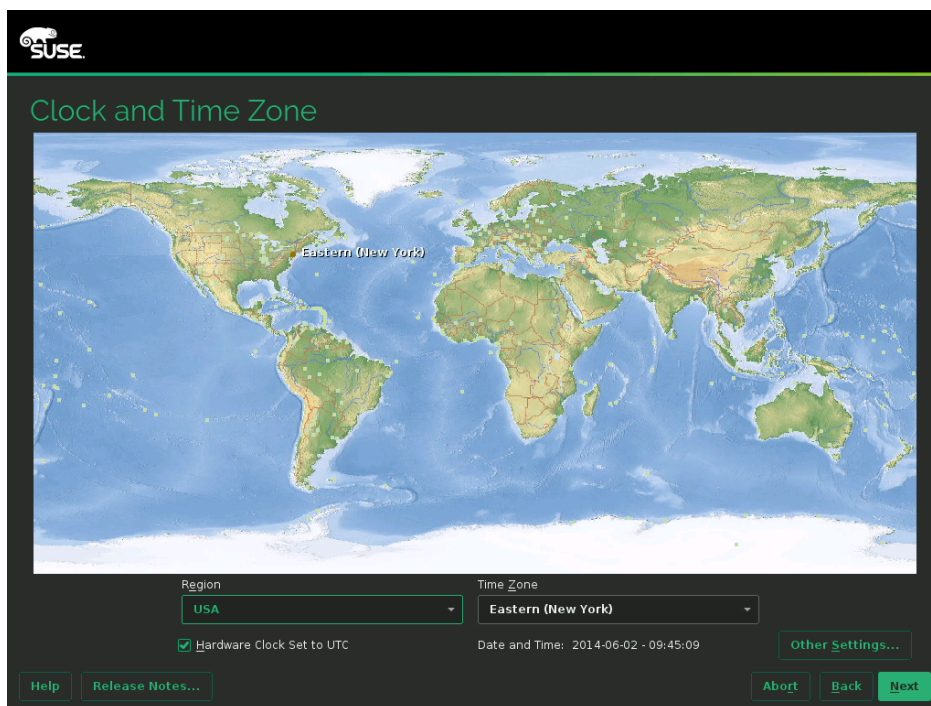 SUSE.
Clock and Time Zone
Eastern (New York)
Region
Time Zone
USA
Eastern (New York)
Hardware Clock Set to UTC
Date and Time: 2014-06-02 - 09:45:09
Other Settings...
Help
Release Notes...
Abort
Back
Next